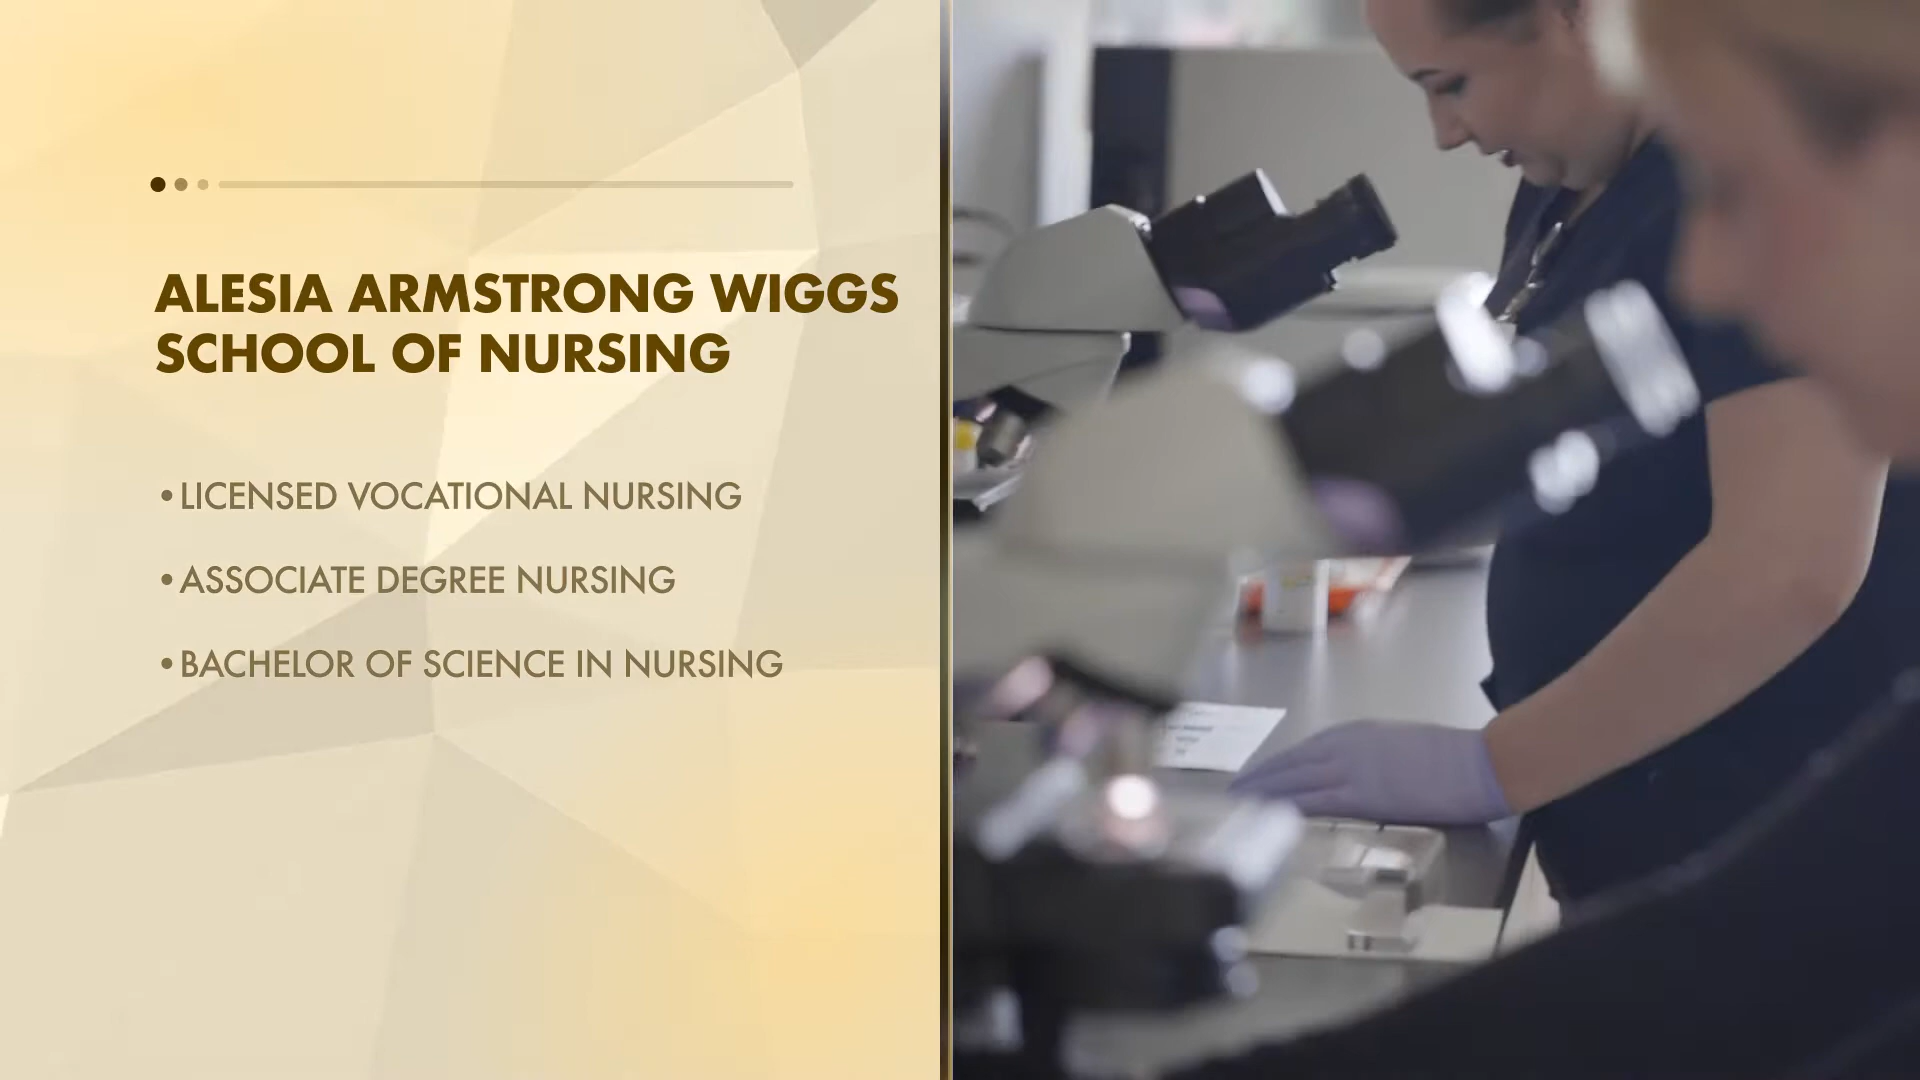 ALESIA ARMSTRONG WIGGS
SCHOOL OF NURSING
•LICENSED VOCATIONAL NURSING
•ASSOCIATE DEGREE NURSING
•BACHELOR OF SCIENCE IN NURSING